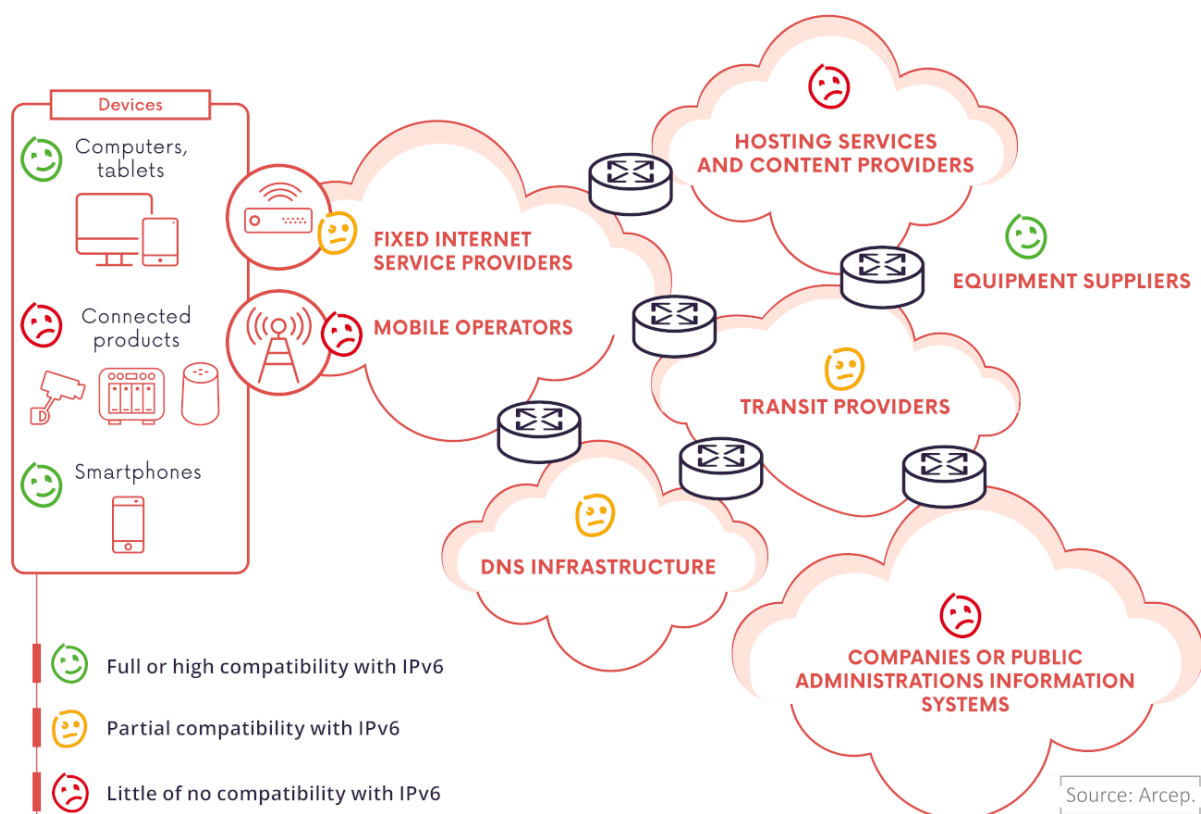 Devices
Computers,
tablets
Connected
products
Smartphones
FIXED INTERNET
SERVICE PROVIDERS
MOBILE OPERATORS
HOSTING SERVICES
AND CONTENT PROVIDERS
EQUIPMENT SUPPLIERS
TRANSIT PROVIDERS
DNS INFRASTRUCTURE
COMPANIES OR PUBLIC
ADMINISTRATIONS INFORMATION
SYSTEMS
Full or high compatibility with IPv6
Partial compatibility with IPv6
Little of no compatibility with IPv6
Source: Arcep.